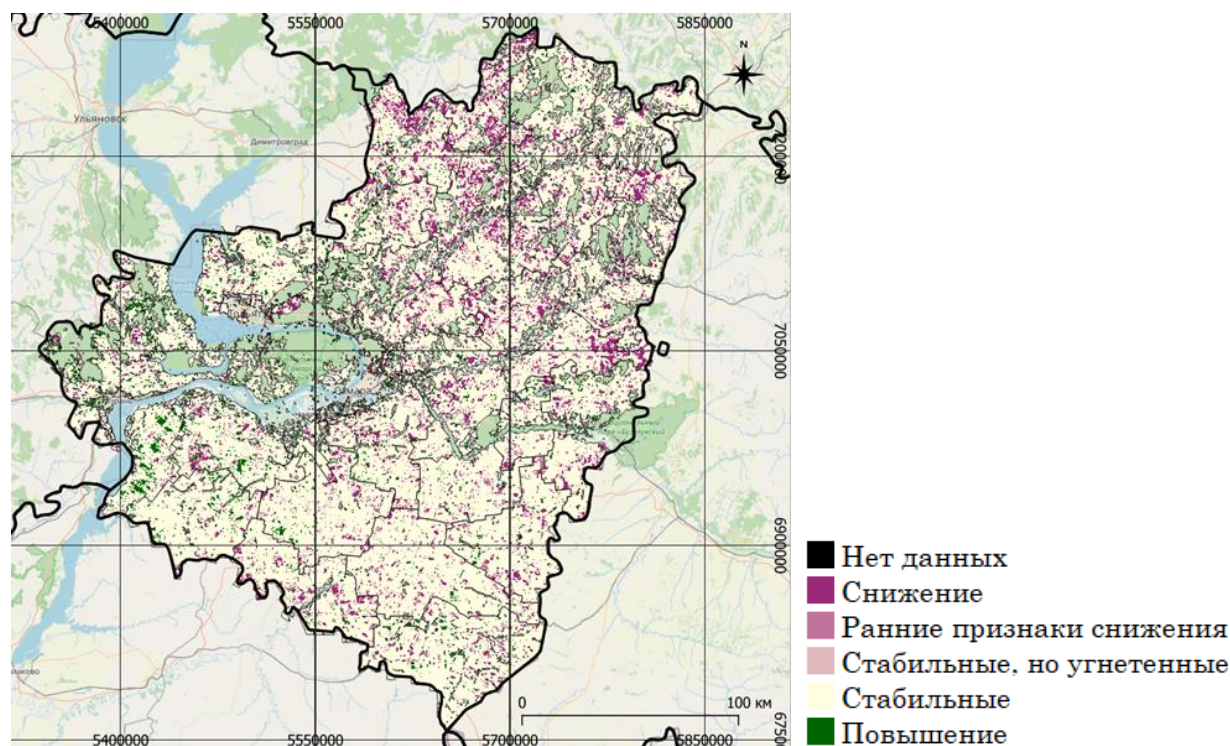 5400000 5550000 5700000 5850000
N
Ульяновск
Димитровград
7050000
6900000
0 100 км
5400000 5550000 5700000 5850000
Нет данных
Снижение
Ранние признаки снижения
Стабильные, но угнетенные
Стабильные
Повышение